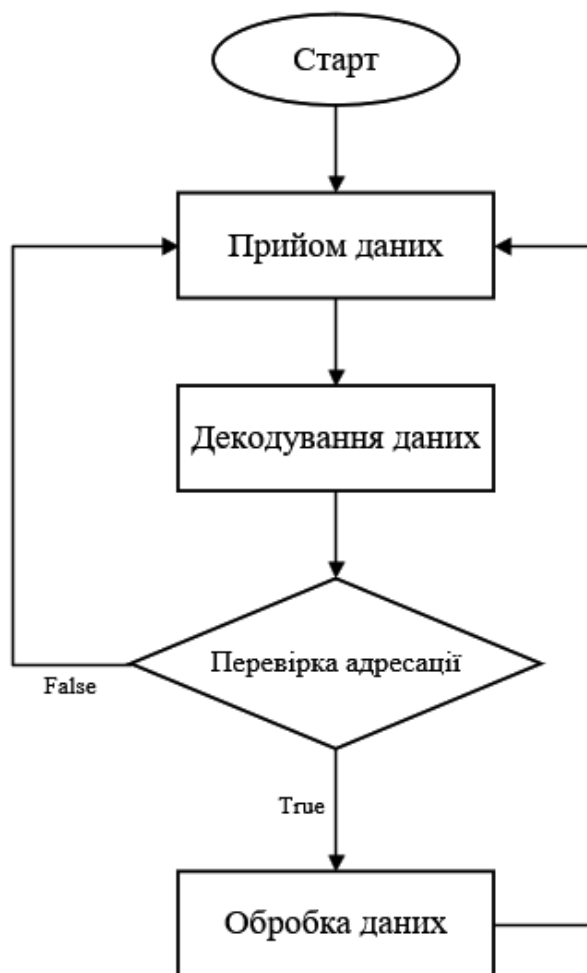 Старт
Прийом даних
Декодування даних
Перевірка адресації
False
True
Обробка даних